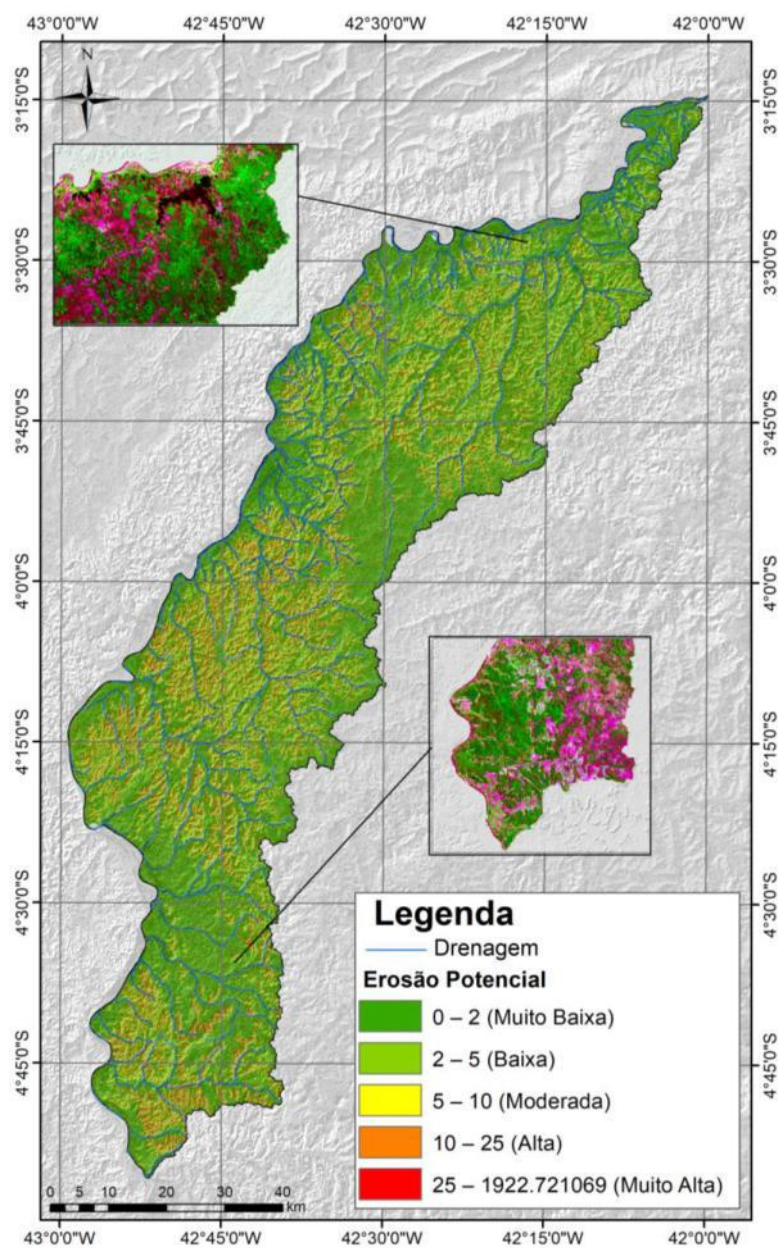 43°0'0"W 42°45'0"W 42°30'0"W 42°15'0"W 42°0'0"W
N
3°15'0"S 3°15'0"S
3°30'0"S 3°30'0"S
3°45'0"S 3°45'0"S
4°0'0"S 4°0'0"S
4°15'0"S 4°15'0"S
4°30'0"S 4°30'0"S
4°45'0"S 4°45'0"S
Legenda
Drenagem
Erosão Potencial
0 – 2 (Muito Baixa)
2 – 5 (Baixa)
5 – 10 (Moderada)
10 – 25 (Alta)
25 – 1922.721069 (Muito Alta)
0 5 10 20 30 40
km
43°0'0"W 42°45'0"W 42°30'0"W 42°15'0"W 42°0'0"W